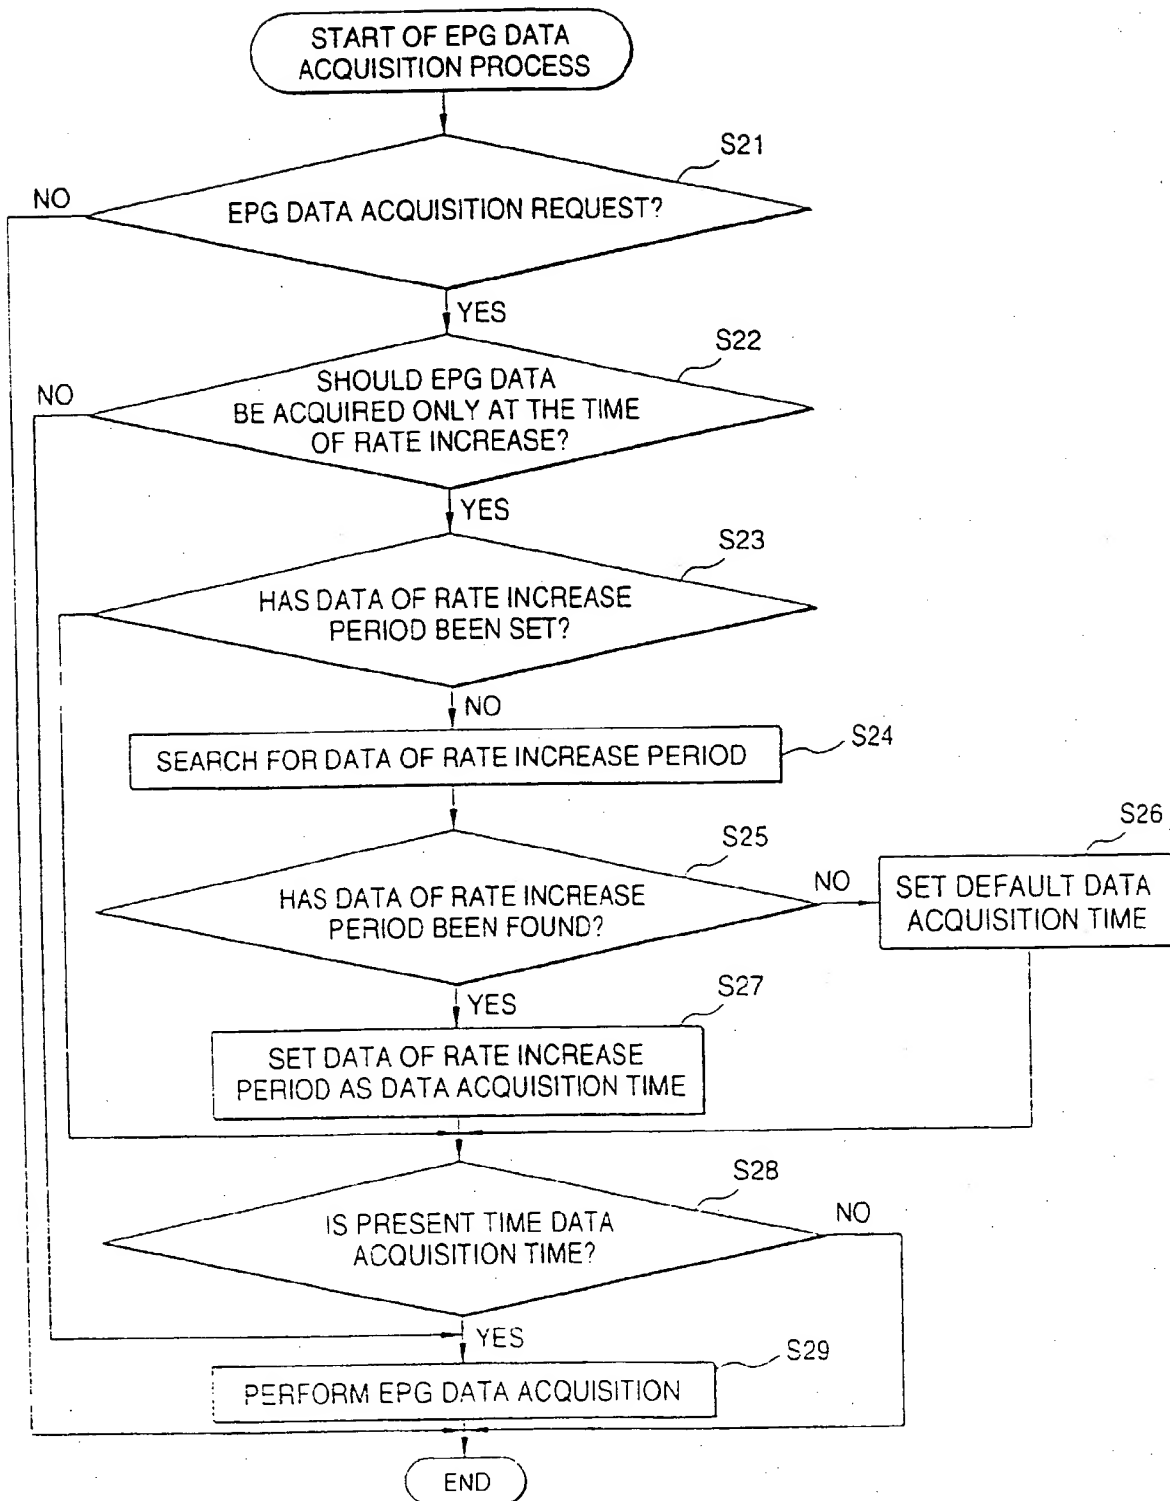 START OF EPG DATA
ACQUISITION PROCESS
S21
NO
EPG DATA ACQUISITION REQUEST?
YES
S22
NO
SHOULD EPG DATA
BE ACQUIRED ONLY AT THE TIME
OF RATE INCREASE?
YES
S23
HAS DATA OF RATE INCREASE
PERIOD BEEN SET?
NO
S24
SEARCH FOR DATA OF RATE INCREASE PERIOD
S25
HAS DATA OF RATE INCREASE
PERIOD BEEN FOUND?
NO
S26
SET DEFAULT DATA
ACQUISITION TIME
YES
S27
SET DATA OF RATE INCREASE
PERIOD AS DATA ACQUISITION TIME
S28
IS PRESENT TIME DATA
ACQUISITION TIME?
NO
YES
S29
PERFORM EPG DATA ACQUISITION
END